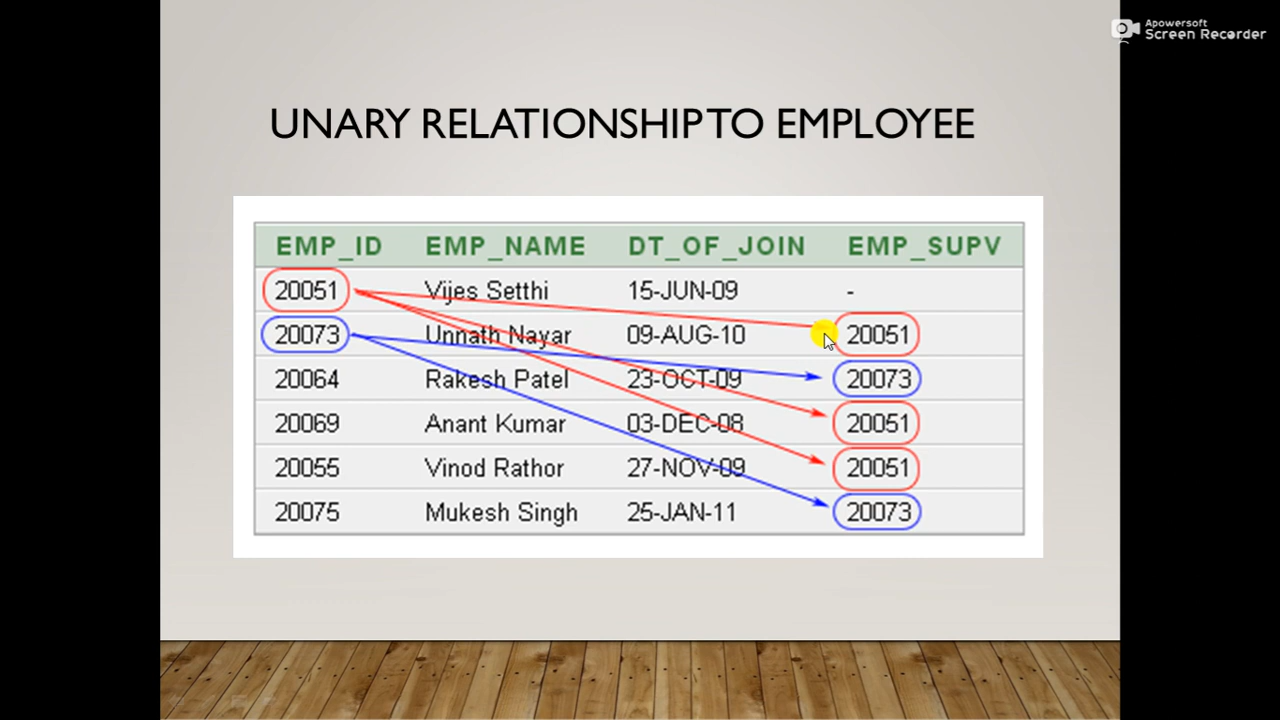 Apowersoft
Screen Recorder
UNARY RELATIONSHIP TO EMPLOYEE
EMP_ID EMP_NAME DT_OF_JOIN EMP_SUPV
20051 Vijes Setthi 15-JUN-09 -
20073 Unnath Nayar 09-AUG-10 20051
20064 Rakesh Patel 23-OCT-09 20073
20069 Anant Kumar 03-DEC-08 20051
20055 Vinod Rathor 27-NOV-09 20051
20075 Mukesh Singh 25-JAN-11 20073